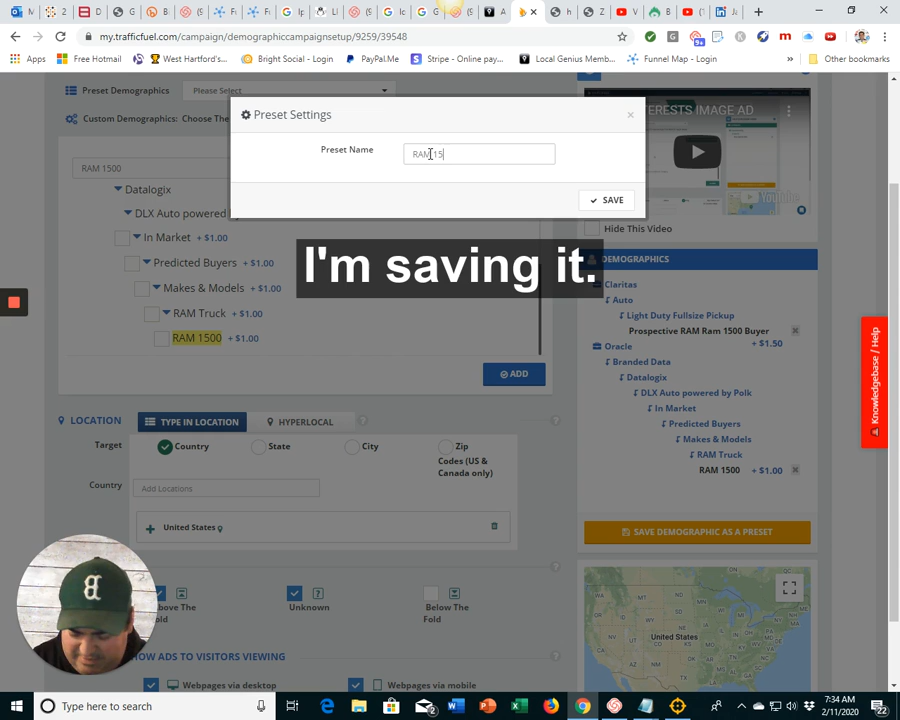 my.trafficfuel.com/campaign/demographiccampaignsetup/9259/39548
Apps
Free Hotmail
West Hartford's...
Bright Social - Login
PayPal.Me
Stripe - Online pay...
Local Genius Membe...
Funnel Map - Login
»
Other bookmarks
Preset Demographics
Please Select
Custom Demographics: Choose The
RAM 1500
Datalogix
DLX Auto powered b
In Market + $1.00
Predicted Buyers + $1.00
Makes & Models + $1.00
RAM Truck + $1.00
RAM 1500 + $1.00
ADD
Preset Settings
×
Preset Name
RAM 15
SAVE
I'm saving it.
INTERESTS IMAGE AD
YouTube
Hide This Video
DEMOGRAPHICS
Claritas
Auto
Light Duty Fullsize Pickup
Prospective RAM Ram 1500 Buyer
+ $1.50
Oracle
Branded Data
Datalogix
DLX Auto powered by Polk
In Market
Predicted Buyers
Makes & Models
RAM Truck
RAM 1500 + $1.00
SAVE DEMOGRAPHIC AS A PRESET
Knowledgebase / Help
LOCATION
TYPE IN LOCATION
HYPERLOCAL
Target
Country
State
City
Zip
Codes (US &
Canada only)
Country
Add Locations
United States
Above The
Fold
Unknown
Below The
Fold
HOW ADS TO VISITORS VIEWING
Webpages via desktop
Webpages via mobile
United States
Type here to search
7:34 AM
2/11/2020
22